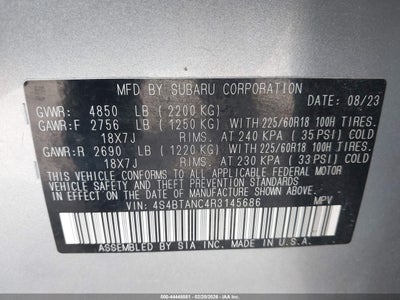 MFD BY SUBARU CORPORATION
GVWR: 4850 LB (2200 KG) DATE: 08/23
GAWR:F 2756 LB (1250 KG) WITH 225/60R18 100H TIRES.
18X7J RIMS. AT 240 KPA (35 PSI) COLD
GAWR:R 2690 LB (1220 KG) WITH 225/60R18 100H TIRES.
18X7J RIMS. AT 230 KPA (33 PSI) COLD
THIS VEHICLE CONFORMS TO ALL APPLICABLE FEDERAL MOTOR
VEHICLE SAFETY, BUMPER, AND THEFT PREVENTION STANDARDS
IN EFFECT ON THE DATE OF MANUFACTURE SHOWN ABOVE.
VIN: 4S4BTANC4R3145686 MPV
ASSEMBLED BY SIA INC. MADE IN U.S.A.